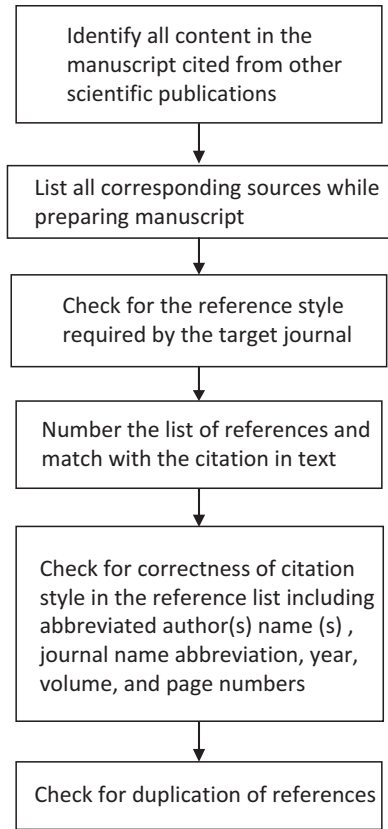 Identify all content in the
manuscript cited from other
scientific publications
List all corresponding sources while
preparing manuscript
Check for the reference style
required by the target journal
Number the list of references and
match with the citation in text
Check for correctness of citation
style in the reference list including
abbreviated author(s) name (s) ,
journal name abbreviation, year,
volume, and page numbers
Check for duplication of references